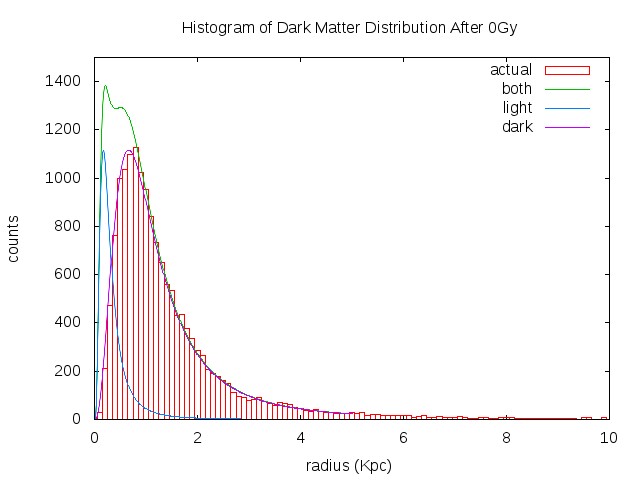 Histogram of Dark Matter Distribution After 0Gy
actual
both
light
dark
1400
1200
1000
800
600
400
200
0
counts
0 2 4 6 8 10
radius (Kpc)